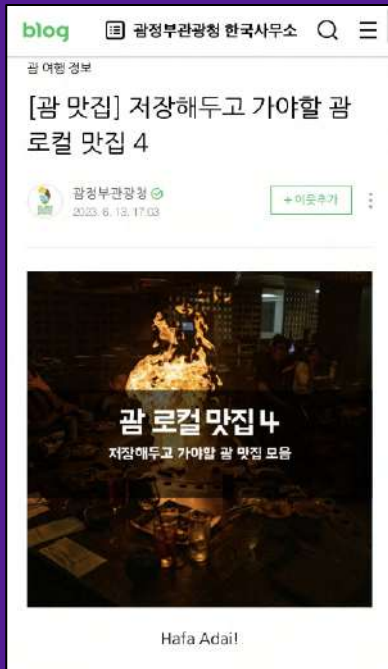 blog 괌정부관광청 한국사무소
괌 여행 정보
[괌 맛집] 저장해두고 가야할 괌
로컬 맛집 4
괌정부관광청
2023. 6. 13. 17:03
+이웃추가
괌 로컬 맛집 4
저장해두고 가야할 괌 맛집 모음
Hafa Adai!